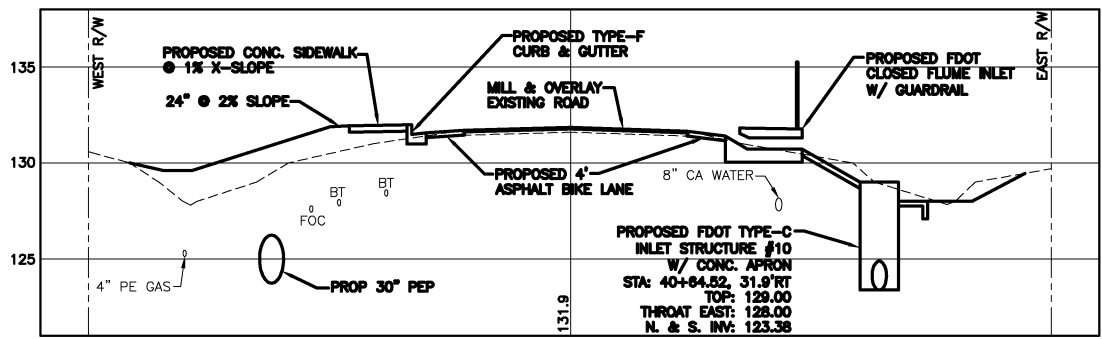 WEST R/W
EAST R/W
135
130
125
PROPOSED CONC. SIDEWALK
@ 1% X-SLOPE
24" @ 2% SLOPE
PROPOSED TYPE-F
CURB & GUTTER
MILL & OVERLAY
EXISTING ROAD
PROPOSED FDOT
CLOSED FLUME INLET
W/ GUARDRAIL
PROPOSED 4'
ASPHALT BIKE LANE
8" CA WATER
BT
BT
FOC
4" PE GAS
PROP 30" PEP
131.9
PROPOSED FDOT TYPE-C
INLET STRUCTURE #10
W/ CONC. APRON
STA: 40+64.52, 31.9'RT
TOP: 129.00
THROAT EAST: 128.00
N. & S. INV: 123.38